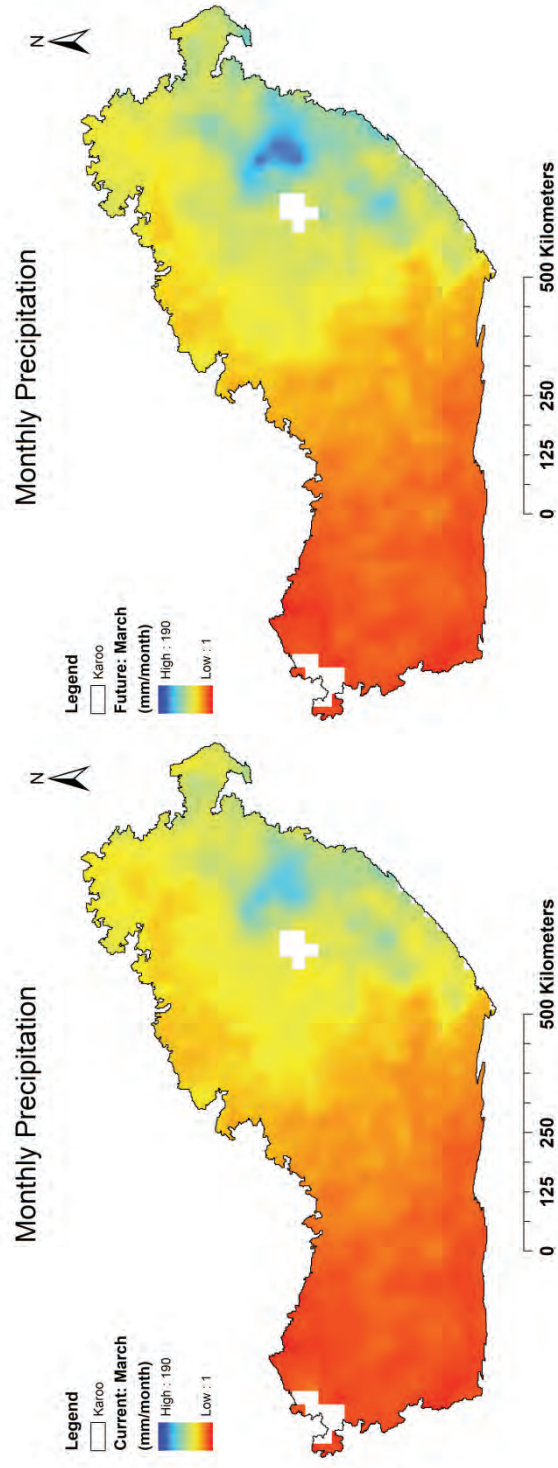 Monthly Precipitation
N
Legend
Karoo
Current: March
(mm/month)
High : 190
Low : 1
0 125 250 500 Kilometers
Monthly Precipitation
N
Legend
Karoo
Future: March
(mm/month)
High : 190
Low : 1
0 125 250 500 Kilometers